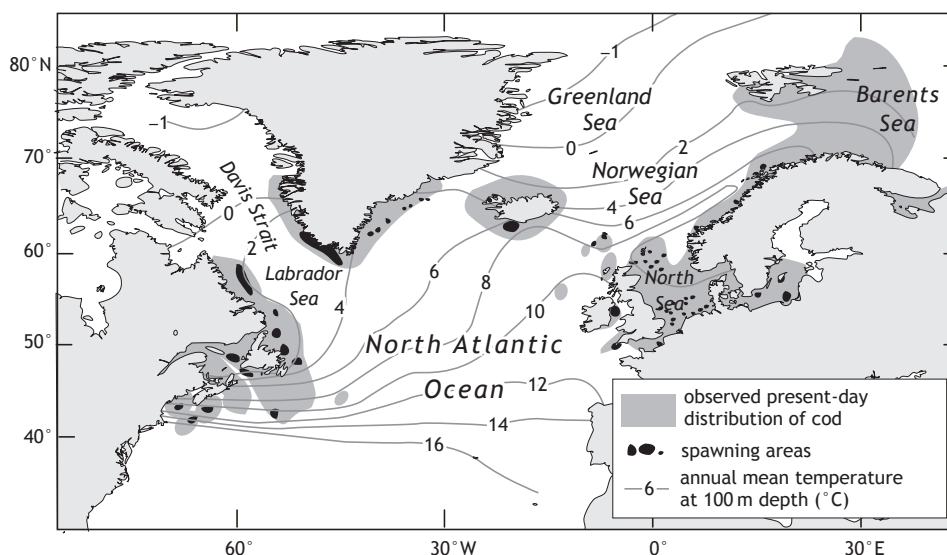 80°N
70°
60°
50°
40°
–1
–1
Greenland
Sea
0
2
Barents
Sea
Norwegian
Sea
4
6
Davis Strait
0
2
Labrador
Sea
4
6
8
10
North
Sea
North Atlantic
Ocean
12
14
16
observed present-day
distribution of cod
spawning areas
–6– annual mean temperature
at 100 m depth (°C)
60°
30°W
0°
30°E